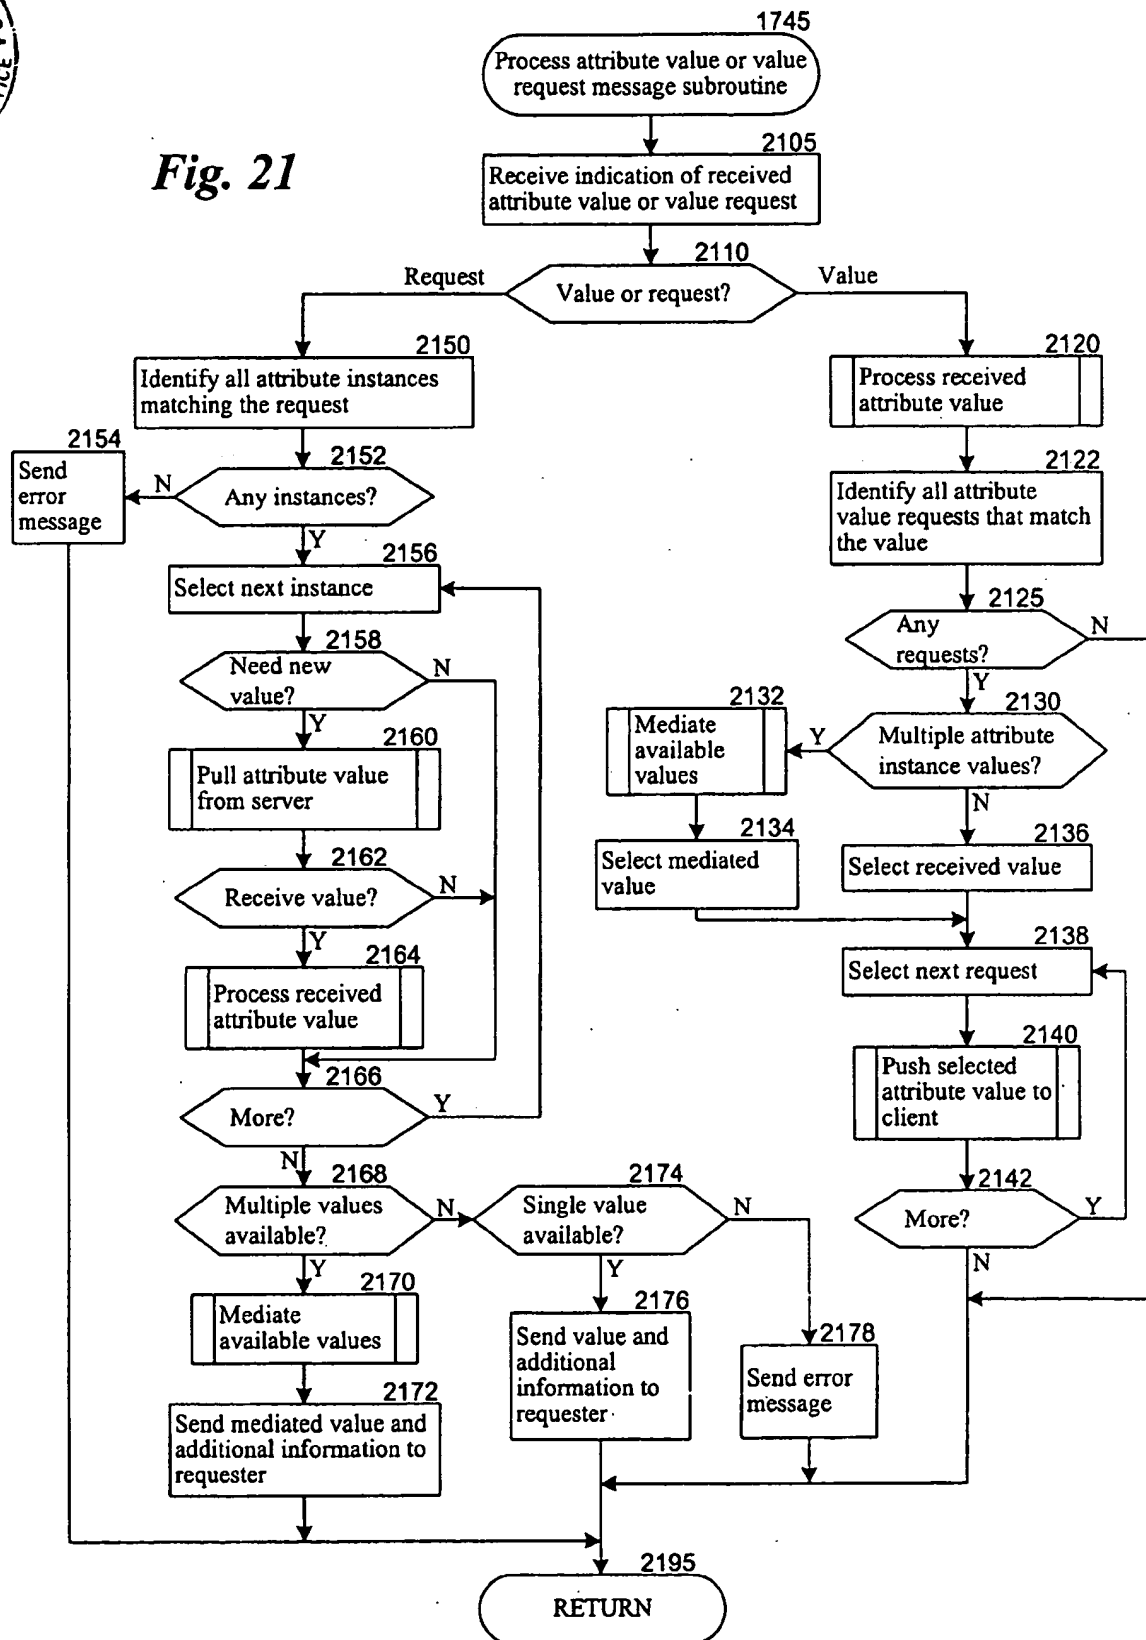 1745
Process attribute value or value
request message subroutine
Fig. 21
2105
Receive indication of received
attribute value or value request
2110
Request
Value or request?
Value
2150
Identify all attribute instances
matching the request
2120
Process received
attribute value
2154
Send
error
message
2152
N
Any instances?
Y
2122
Identify all attribute
value requests that match
the value
2156
Select next instance
2125
Any
requests?
N
Y
2158
Need new
value?
N
Y
2130
Multiple attribute
instance values?
Y
N
2132
Mediate
available
values
2160
Pull attribute value
from server
2134
Select mediated
value
2136
Select received value
2162
Receive value?
N
Y
2138
Select next request
2164
Process received
attribute value
2140
Push selected
attribute value to
client
2166
More?
Y
N
2142
More?
Y
N
2168
Multiple values
available?
N
Y
2174
Single value
available?
N
Y
2170
Mediate
available values
2176
Send value and
additional
information to
requester
2178
Send error
message
2172
Send mediated value and
additional information to
requester
2195
RETURN